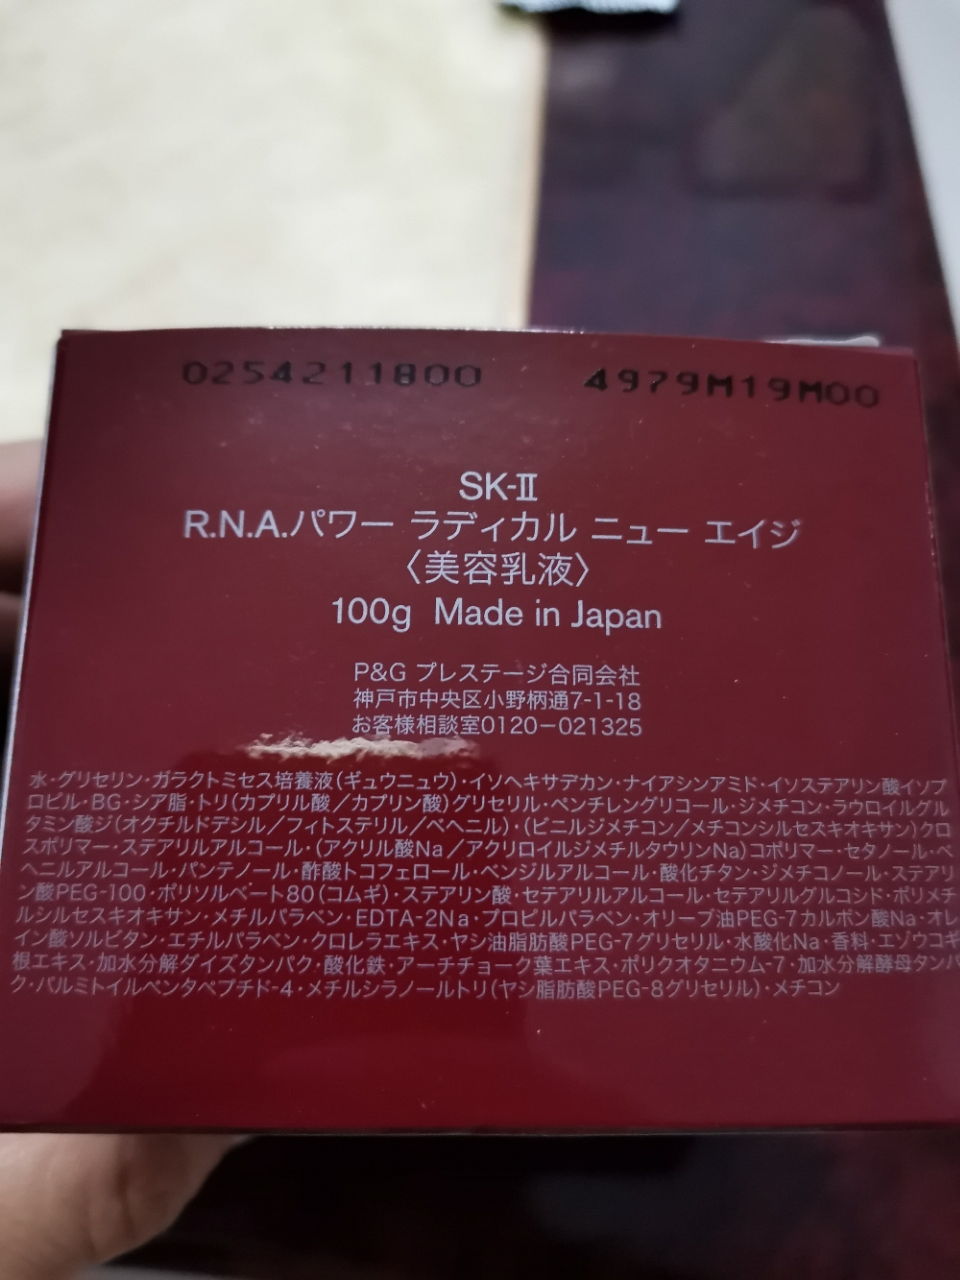 0254211800 4979M19M00
SK-II
R.N.A.パワー ラディカル ニュー エイジ
〈美容乳液〉
100g Made in Japan
P&G プレステージ合同会社
神戸市中央区小野柄通7-1-18
お客様相談室0120-021325
水・グリセリン・ガラクトミセス培養液(ギュウニュウ)・イソヘキサデカン・ナイアシンアミド・イソステアリン酸イソプ
ロピル・BG・シア脂・トリ(カプリル酸/カプリン酸)グリセリル・ペンチレングリコール・ジメチコン・ラウロイルグル
タミン酸ジ(オクチルドデシル/フィトステリル/ベヘニル)・(ビニルジメチコン/メチコンシルセスキオキサン)クロ
スポリマー・ステアリルアルコール・(アクリル酸Na/アクリロイルジメチルタウリンNa)コポリマー・セタノール・ベ
ヘニルアルコール・パンテノール・酢酸トコフェロール・ベンジルアルコール・酸化チタン・ジメチコノール・ステアリ
ン酸PEG-100・ポリソルベート80(コムギ)・ステアリン酸・セテアリルアルコール・セテアリルグルコシド・ポリメチ
ルシルセスキオキサン・メチルパラベン・EDTA-2Na・プロピルパラベン・オリーブ油PEG-7カルボン酸Na・オレ
イン酸ソルビタン・エチルパラベン・クロレラエキス・ヤシ油脂肪酸PEG-7グリセリル・水酸化Na・香料・エゾウコギ
根エキス・加水分解ダイズタンパク・酸化鉄・アーチチョーク葉エキス・ポリクオタニウム-7・加水分解酵母タンパ
ク・パルミトイルペンタペプチド-4・メチルシラノールトリ(ヤシ脂肪酸PEG-8グリセリル)・メチコン